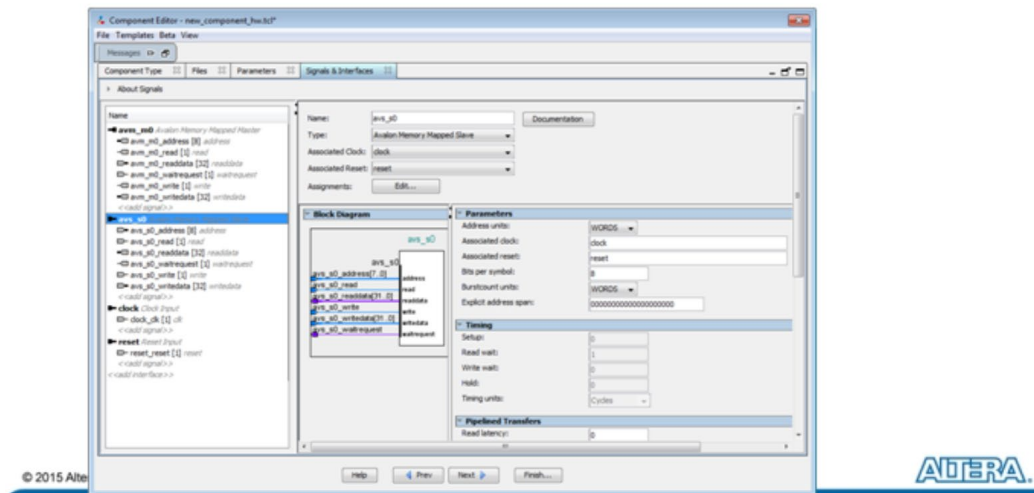 Component Editor - new_component_hw.tcl*
File Templates Beta View
Messages
Component Type Files Parameters Signals & Interfaces
About Signals
Name
avm_m0 Avalon Memory Mapped Master
avm_m0_address [8] address
avm_m0_read [1] read
avm_m0_readdata [32] readdata
avm_m0_waitrequest [1] waitrequest
avm_m0_write [1] write
avm_m0_writedata [32] writedata
<<add signal>>
avs_s0
avs_s0_address [8] address
avs_s0_read [1] read
avs_s0_readdata [32] readdata
avs_s0_waitrequest [1] waitrequest
avs_s0_write [1] write
avs_s0_writedata [32] writedata
<<add signal>>
clock Clock Input
clock_clk [1] clk
<<add signal>>
reset Reset Input
reset_reset [1] reset
<<add signal>>
<<add interface>>
Name: avs_s0 Documentation
Type: Avalon Memory Mapped Slave
Associated Clock: clock
Associated Reset: reset
Assignments: Edit...
Block Diagram
avs_s0
avs_s0
avs_s0_address[7..0] address
avs_s0_read read
avs_s0_readdata[31..0] readdata
avs_s0_write write
avs_s0_writedata[31..0] writedata
avs_s0_waitrequest waitrequest
Parameters
Address units: WORDS
Associated clock: clock
Associated reset: reset
Bits per symbol: 8
Burstcount units: WORDS
Explicit address span: 00000000000000000000
Timing
Setup: 0
Read wait: 1
Write wait: 0
Hold: 0
Timing units: Cycles
Pipelined Transfers
Read latency: 0
Help Prev Next Finish...
© 2015 Alte
ALTERA